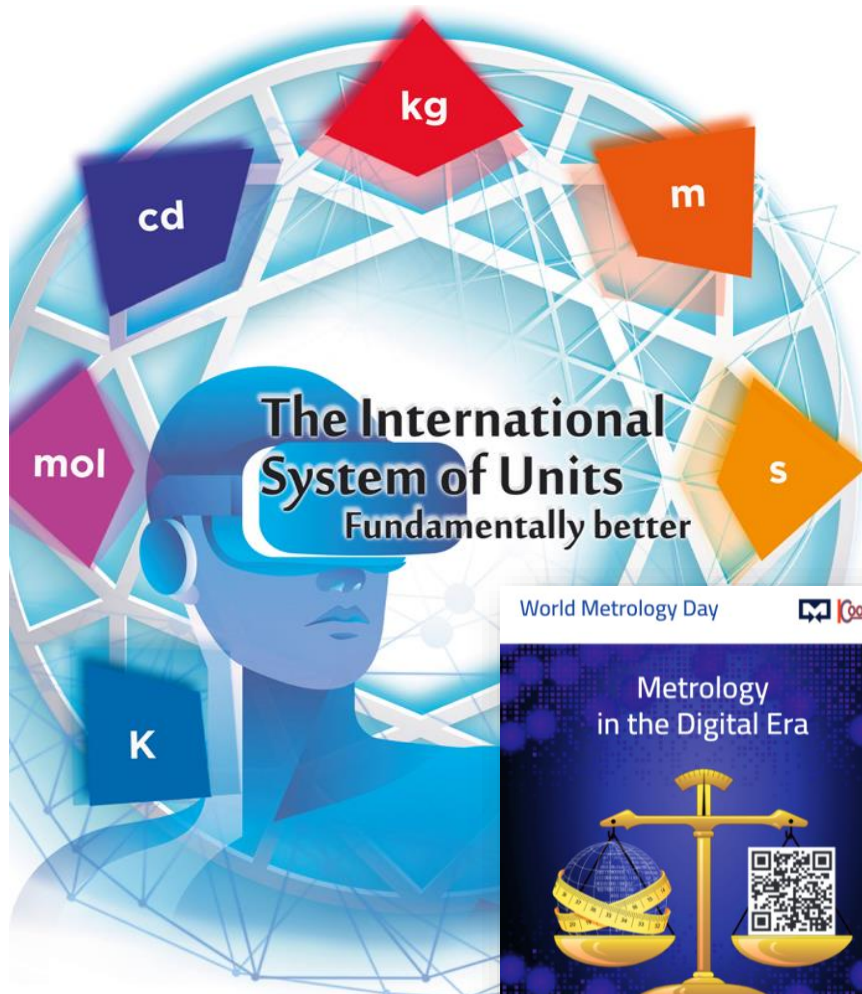 kg
cd
m
The International
System of Units
Fundamentally better
mol
s
K
World Metrology Day
Metrology
in the Digital Era